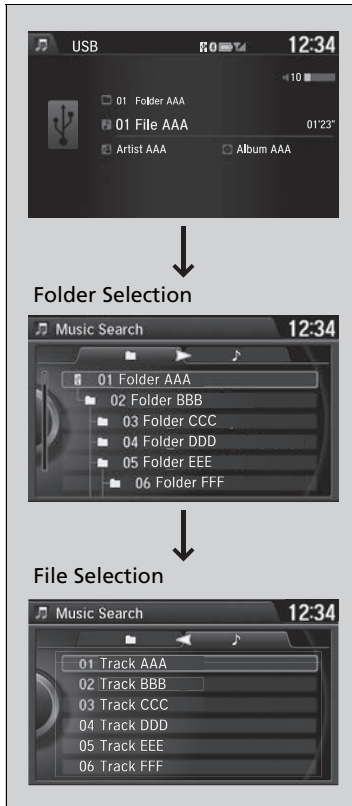 USB 12:34
10
01 Folder AAA
01 File AAA 01'23"
Artist AAA Album AAA
Folder Selection
Music Search 12:34
01 Folder AAA
02 Folder BBB
03 Folder CCC
04 Folder DDD
05 Folder EEE
06 Folder FFF
File Selection
Music Search 12:34
01 Track AAA
02 Track BBB
03 Track CCC
04 Track DDD
05 Track EEE
06 Track FFF